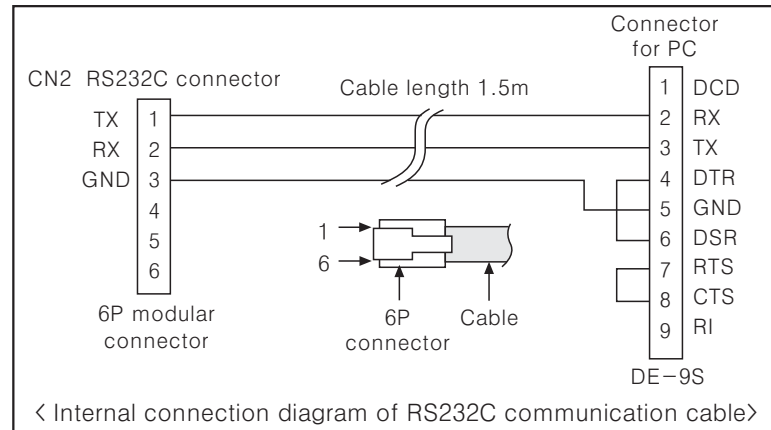 Connector
for PC
CN2 RS232C connector
Cable length 1.5m
1 DCD
TX 1
2 RX
RX 2
3 TX
GND 3
4 DTR
4
5 GND
5
1
6 DSR
6
6
7 RTS
8 CTS
9 RI
6P modular
connector
6P
connector
Cable
DE-9S
< Internal connection diagram of RS232C communication cable>